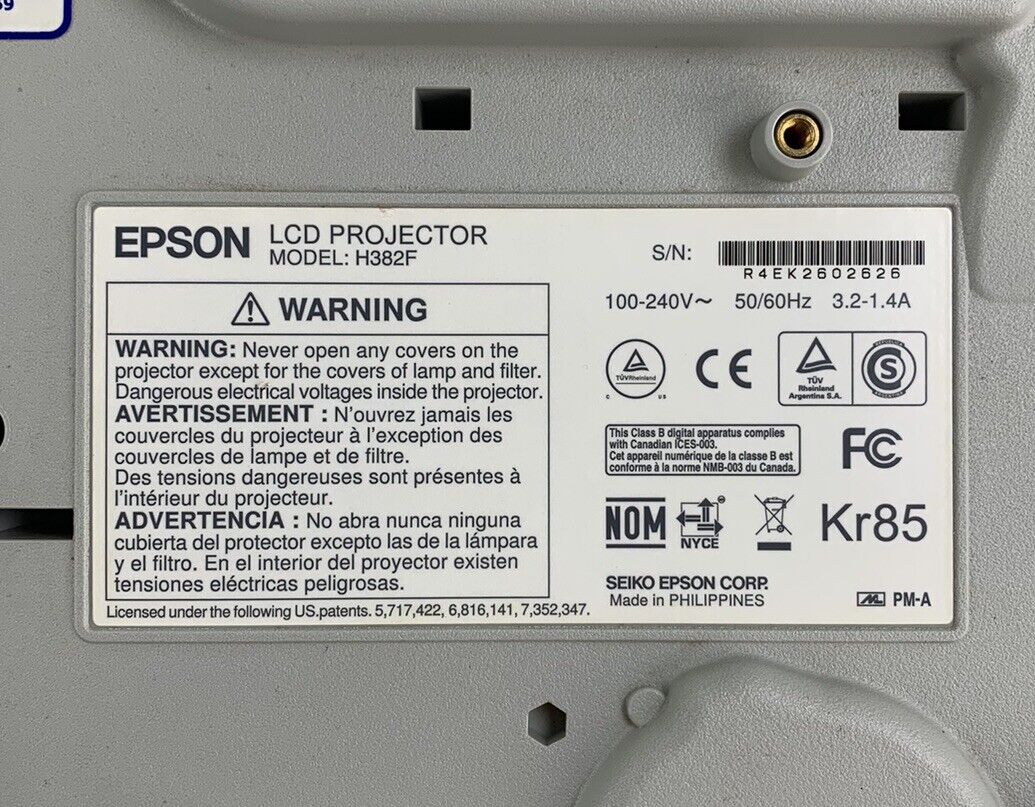 59
EPSON LCD PROJECTOR
MODEL: H382F
S/N:
R4EK2602626
100-240V~ 50/60Hz 3.2-1.4A
WARNING
WARNING: Never open any covers on the
projector except for the covers of lamp and filter.
Dangerous electrical voltages inside the projector.
AVERTISSEMENT : N'ouvrez jamais les
couvercles du projecteur à l'exception des
couvercles de lampe et de filtre.
Des tensions dangereuses sont présentes à
l'intérieur du projecteur.
ADVERTENCIA : No abra nunca ninguna
cubierta del protector excepto las de la lámpara
y el filtro. En el interior del proyector existen
tensiones eléctricas peligrosas.
Licensed under the following US.patents. 5,717,422, 6,816,141, 7,352,347.
TÜVRheinland
C US
CE
TÜV
Rheinland
Argentina S.A.
REPUBLICA
S
ARGENTINA
This Class B digital apparatus complies
with Canadian ICES-003.
Cet appareil numérique de la classe B est
conforme à la norme NMB-003 du Canada.
FC
NOM
NYCE
Kr85
SEIKO EPSON CORP.
Made in PHILIPPINES
PM-A